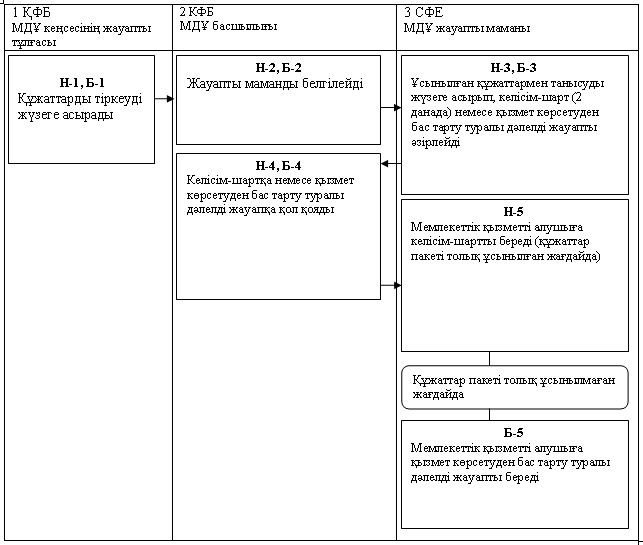 1 ҚФБ
МДҰ кеңсесінің жауапты
тұлғасы
2 КФБ
МДҰ басшылығы
3 СФЕ
МДҰ жауапты маманы
Н-1, Б-1
Құжаттарды тіркеуді
жүзеге асырады
Н-2, Б-2
Жауапты маманды белгілейді
Н-3, Б-3
Ұсынылған құжаттармен танысуды
жүзеге асырып, келісім-шарт (2
данада) немесе қызмет көрсетуден
бас тарту туралы дәлелді жауапты
әзірлейді
Н-4, Б-4
Келісім-шартқа немесе қызмет
көрсетуден бас тарту туралы
дәлелді жауапқа қол қояды
Н-5
Мемлекеттік қызметті алушыға
келісім-шартты береді (құжаттар
пакеті толық ұсынылған жағдайда)
Құжаттар пакеті толық ұсынылмаған
жағдайда
Б-5
Мемлекеттік қызметті алушыға
қызмет көрсетуден бас тарту туралы
дәлелді жауапты береді